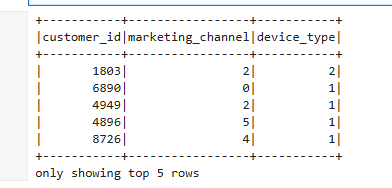 +-----------+-----------------+-----------+
|customer_id|marketing_channel|device_type|
+-----------+-----------------+-----------+
|       1803|                2|          2|
|       6890|                0|          1|
|       4949|                2|          1|
|       4896|                5|          1|
|       8726|                4|          1|
+-----------+-----------------+-----------+
only showing top 5 rows